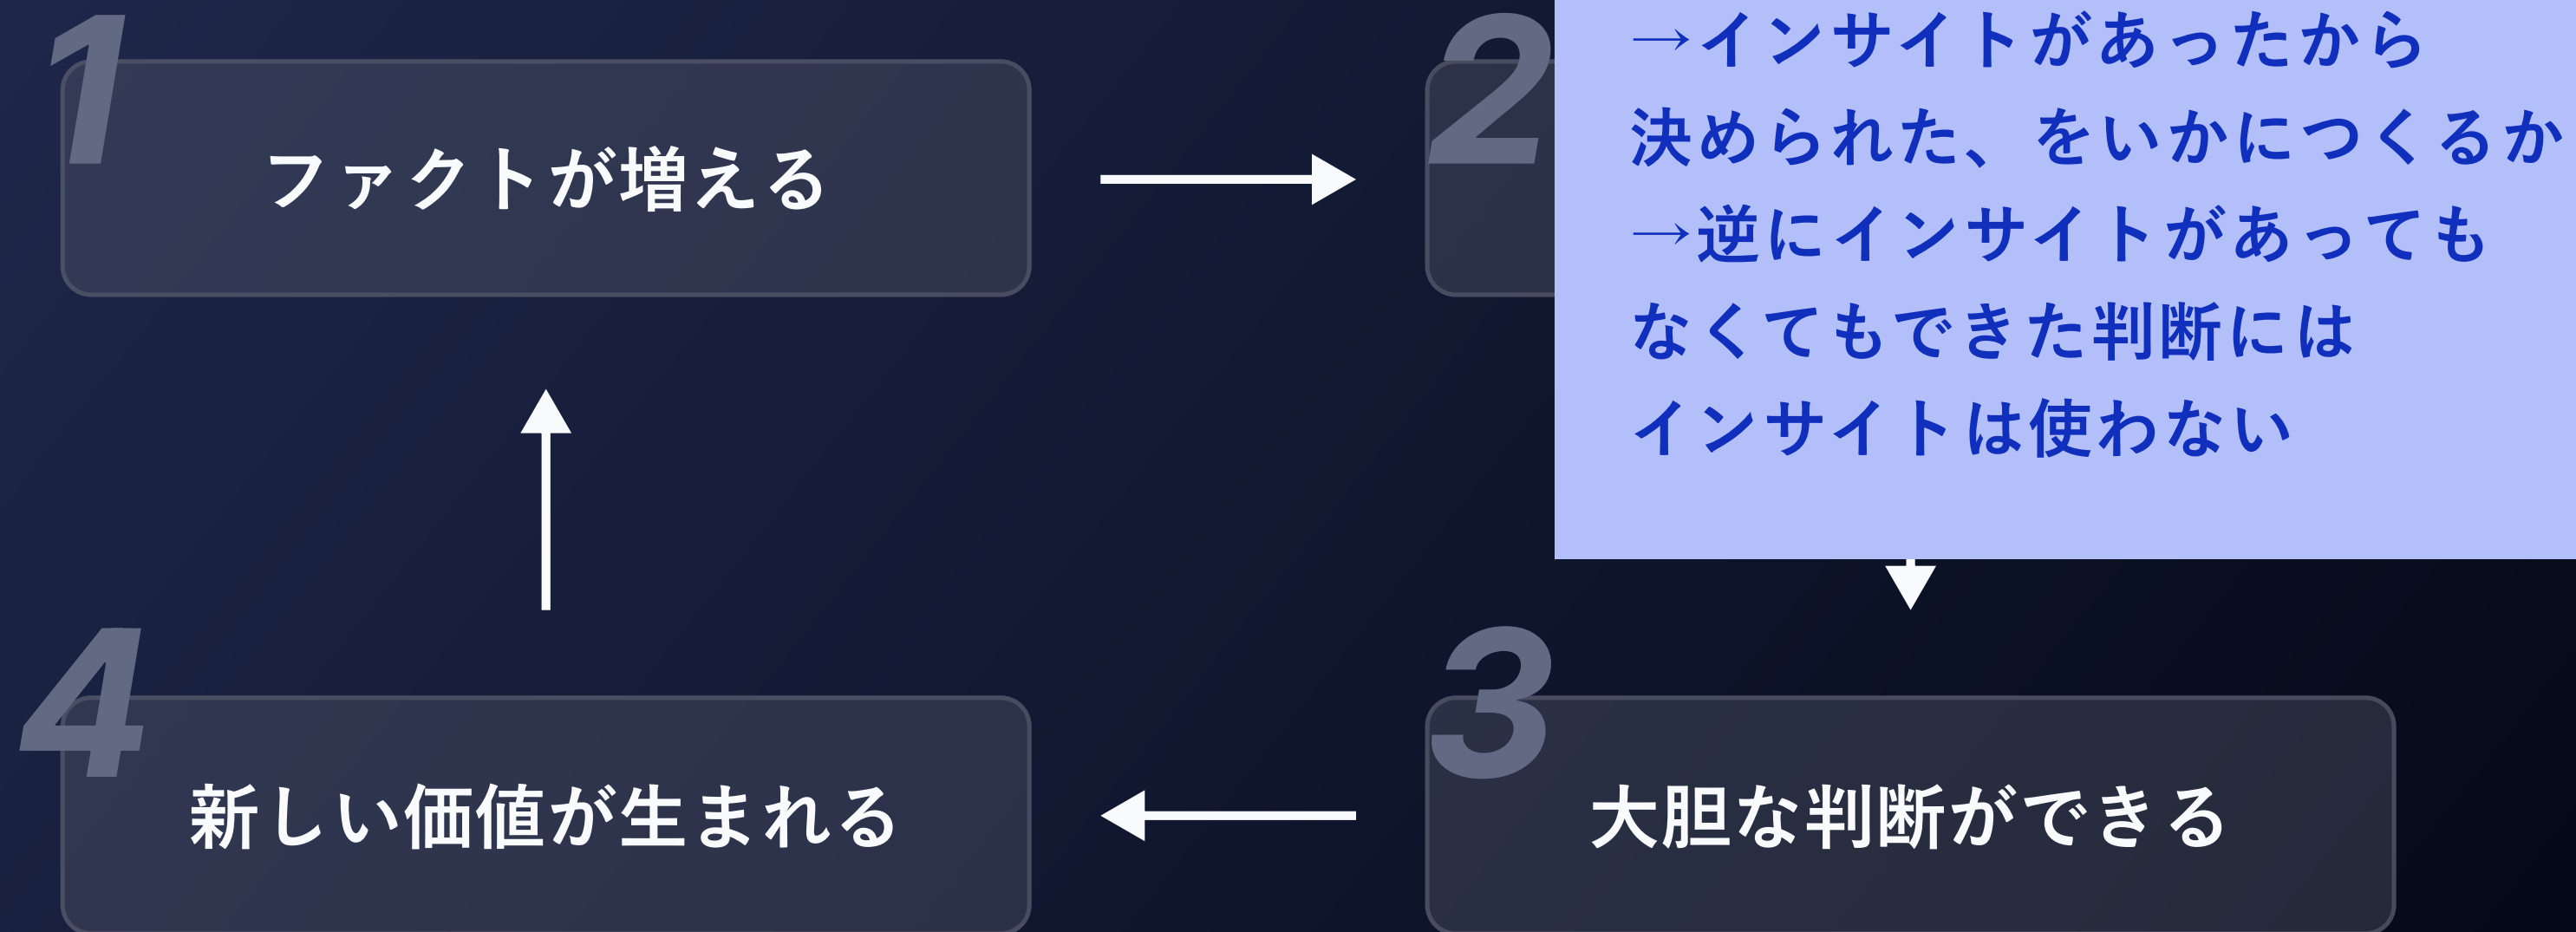 1
ファクトが増える
2
→インサイトがあったから
決められた、をいかにつくるか
→逆にインサイトがあっても
なくてもできた判断には
インサイトは使わない
3
大胆な判断ができる
4
新しい価値が生まれる